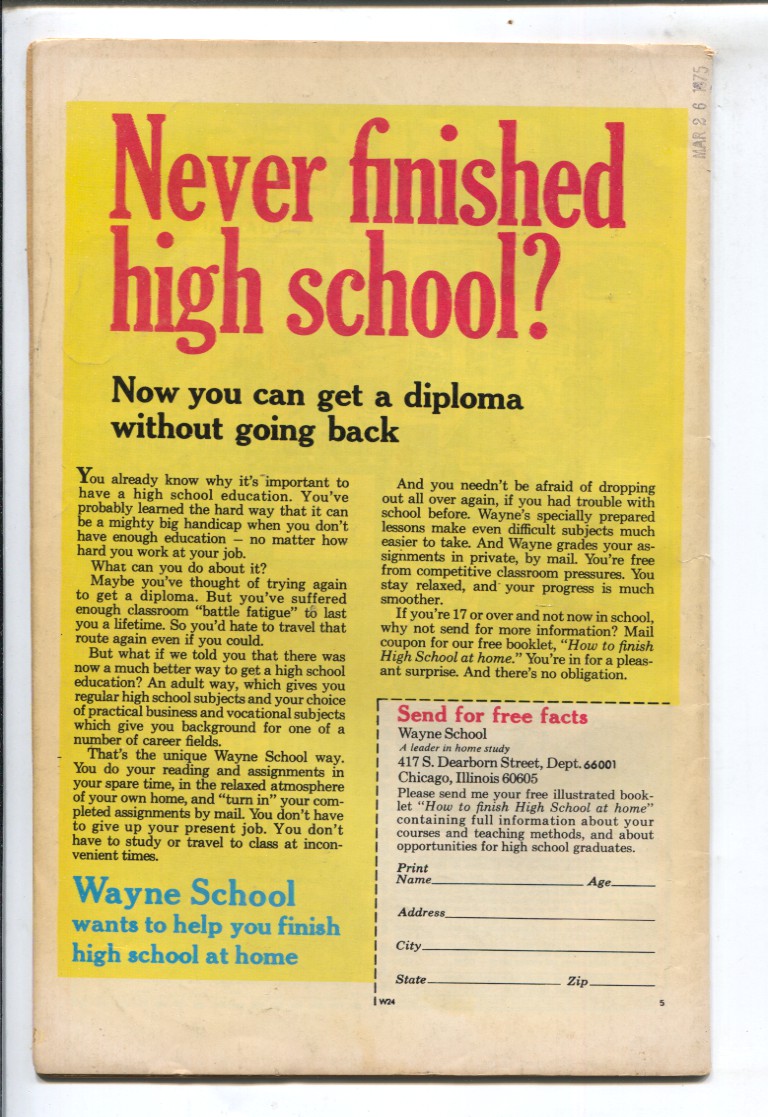 MAR 26 1975
Never finished
high school?
Now you can get a diploma
without going back
You already know why it's important to
have a high school education. You've
probably learned the hard way that it can
be a mighty big handicap when you don't
have enough education – no matter how
hard you work at your job.
What can you do about it?
Maybe you've thought of trying again
to get a diploma. But you've suffered
enough classroom "battle fatigue" to last
you a lifetime. So you'd hate to travel that
route again even if you could.
But what if we told you that there was
now a much better way to get a high school
education? An adult way, which gives you
regular high school subjects and your choice
of practical business and vocational subjects
which give you background for one of a
number of career fields.
That's the unique Wayne School way.
You do your reading and assignments in
your spare time, in the relaxed atmosphere
of your own home, and "turn in" your com-
pleted assignments by mail. You don't have
to give up your present job. You don't
have to study or travel to class at incon-
venient times.
Wayne School
wants to help you finish
high school at home
And you needn't be afraid of dropping
out all over again, if you had trouble with
school before. Wayne's specially prepared
lessons make even difficult subjects much
easier to take. And Wayne grades your as-
signments in private, by mail. You're free
from competitive classroom pressures. You
stay relaxed, and your progress is much
smoother.
If you're 17 or over and not now in school,
why not send for more information? Mail
coupon for our free booklet, "How to finish
High School at home." You're in for a pleas-
ant surprise. And there's no obligation.
Send for free facts
Wayne School
A leader in home study
417 S. Dearborn Street, Dept. 66001
Chicago, Illinois 60605
Please send me your free illustrated book-
let "How to finish High School at home"
containing full information about your
courses and teaching methods, and about
opportunities for high school graduates.
Print
Name Age
Address
City
State Zip
W24 5